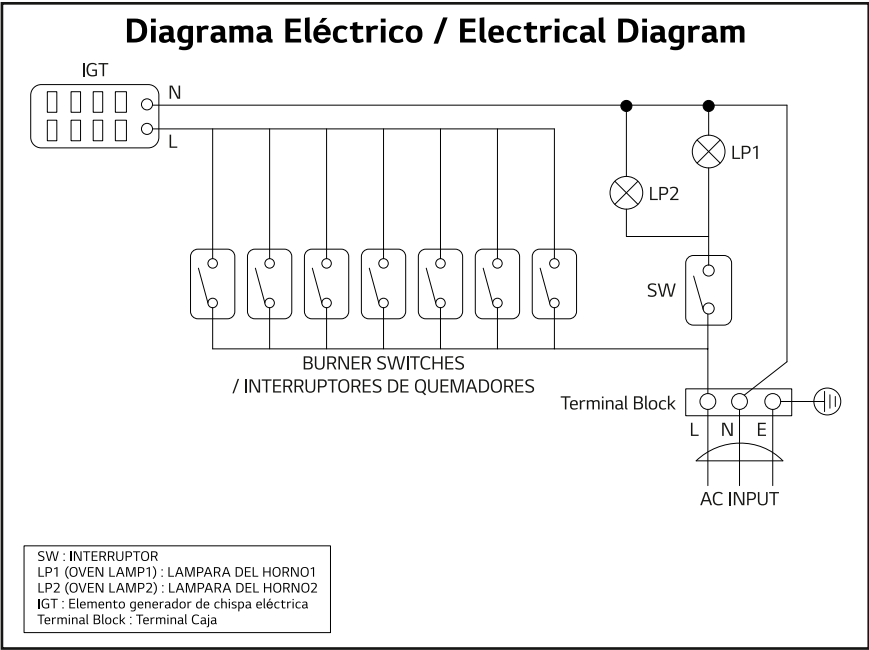 Diagrama Eléctrico / Electrical Diagram
IGT
N
L
LP1
LP2
SW
BURNER SWITCHES
/ INTERRUPTORES DE QUEMADORES
Terminal Block
L N E
AC INPUT
SW : INTERRUPTOR
LP1 (OVEN LAMP1) : LAMPARA DEL HORNO1
LP2 (OVEN LAMP2) : LAMPARA DEL HORNO2
IGT : Elemento generador de chispa eléctrica
Terminal Block : Terminal Caja